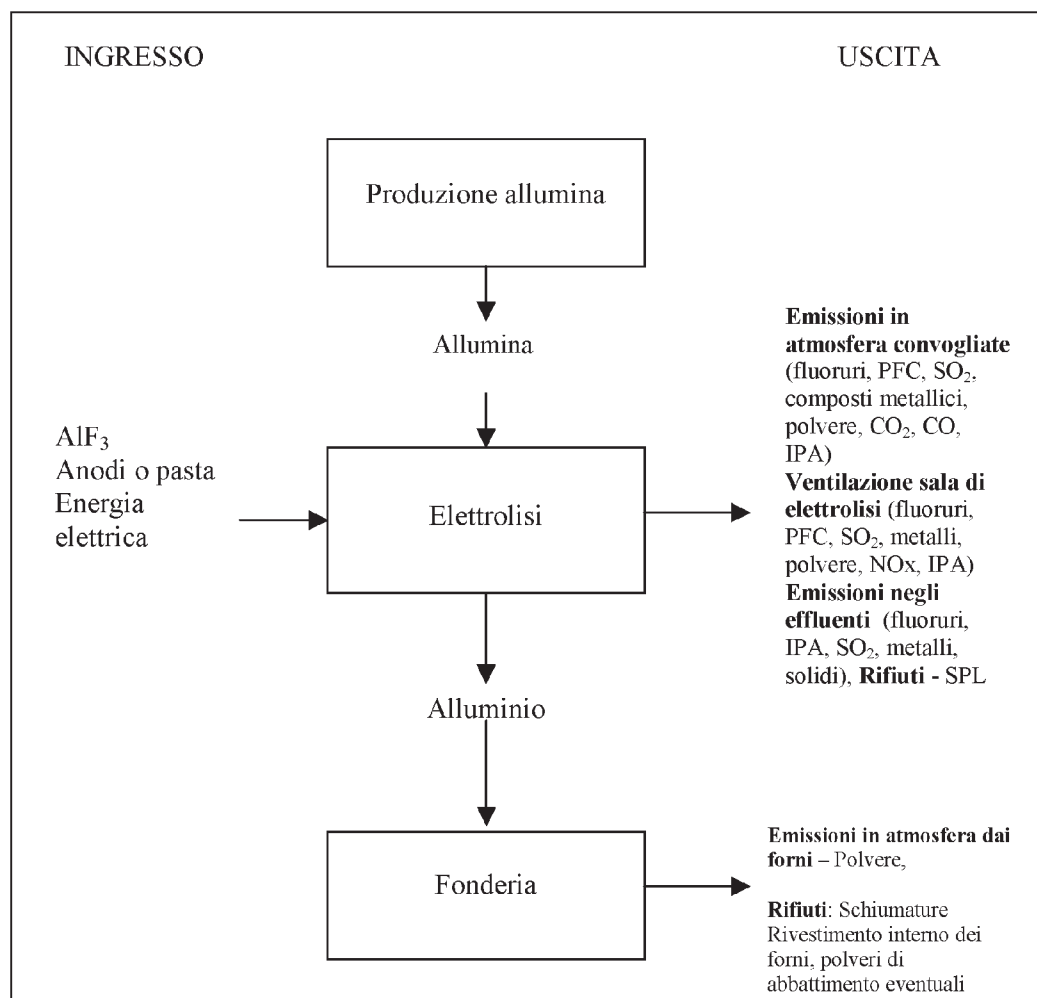 INGRESSO
USCITA
Produzione allumina
Allumina
AlF₃
Anodi o pasta
Energia
elettrica
Elettrolisi
Emissioni in
atmosfera convogliate
(fluoruri, PFC, SO₂,
composti metallici,
polvere, CO₂, CO,
IPA)
Ventilazione sala di
elettrolisi (fluoruri,
PFC, SO₂, metalli,
polvere, NOx, IPA)
Emissioni negli
effluenti (fluoruri,
IPA, SO₂, metalli,
solidi), Rifiuti - SPL
Alluminio
Fonderia
Emissioni in atmosfera dai
forni – Polvere,
Rifiuti: Schiumature
Rivestimento interno dei
forni, polveri di
abbattimento eventuali